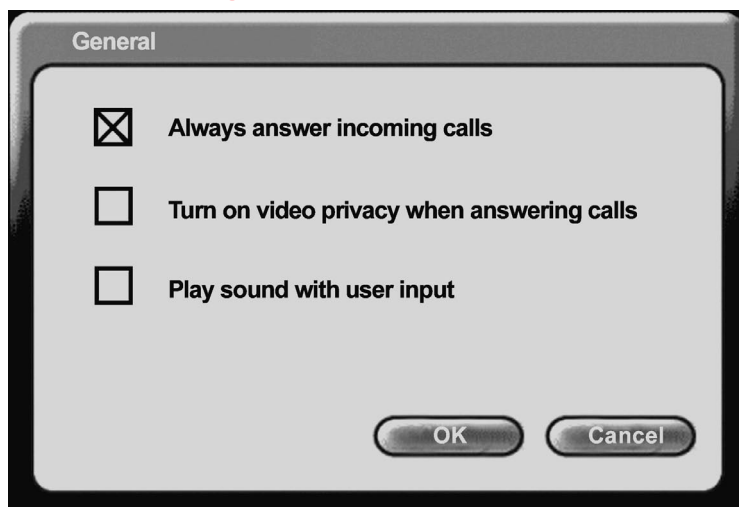 General
Always answer incoming calls
Turn on video privacy when answering calls
Play sound with user input
OK
Cancel